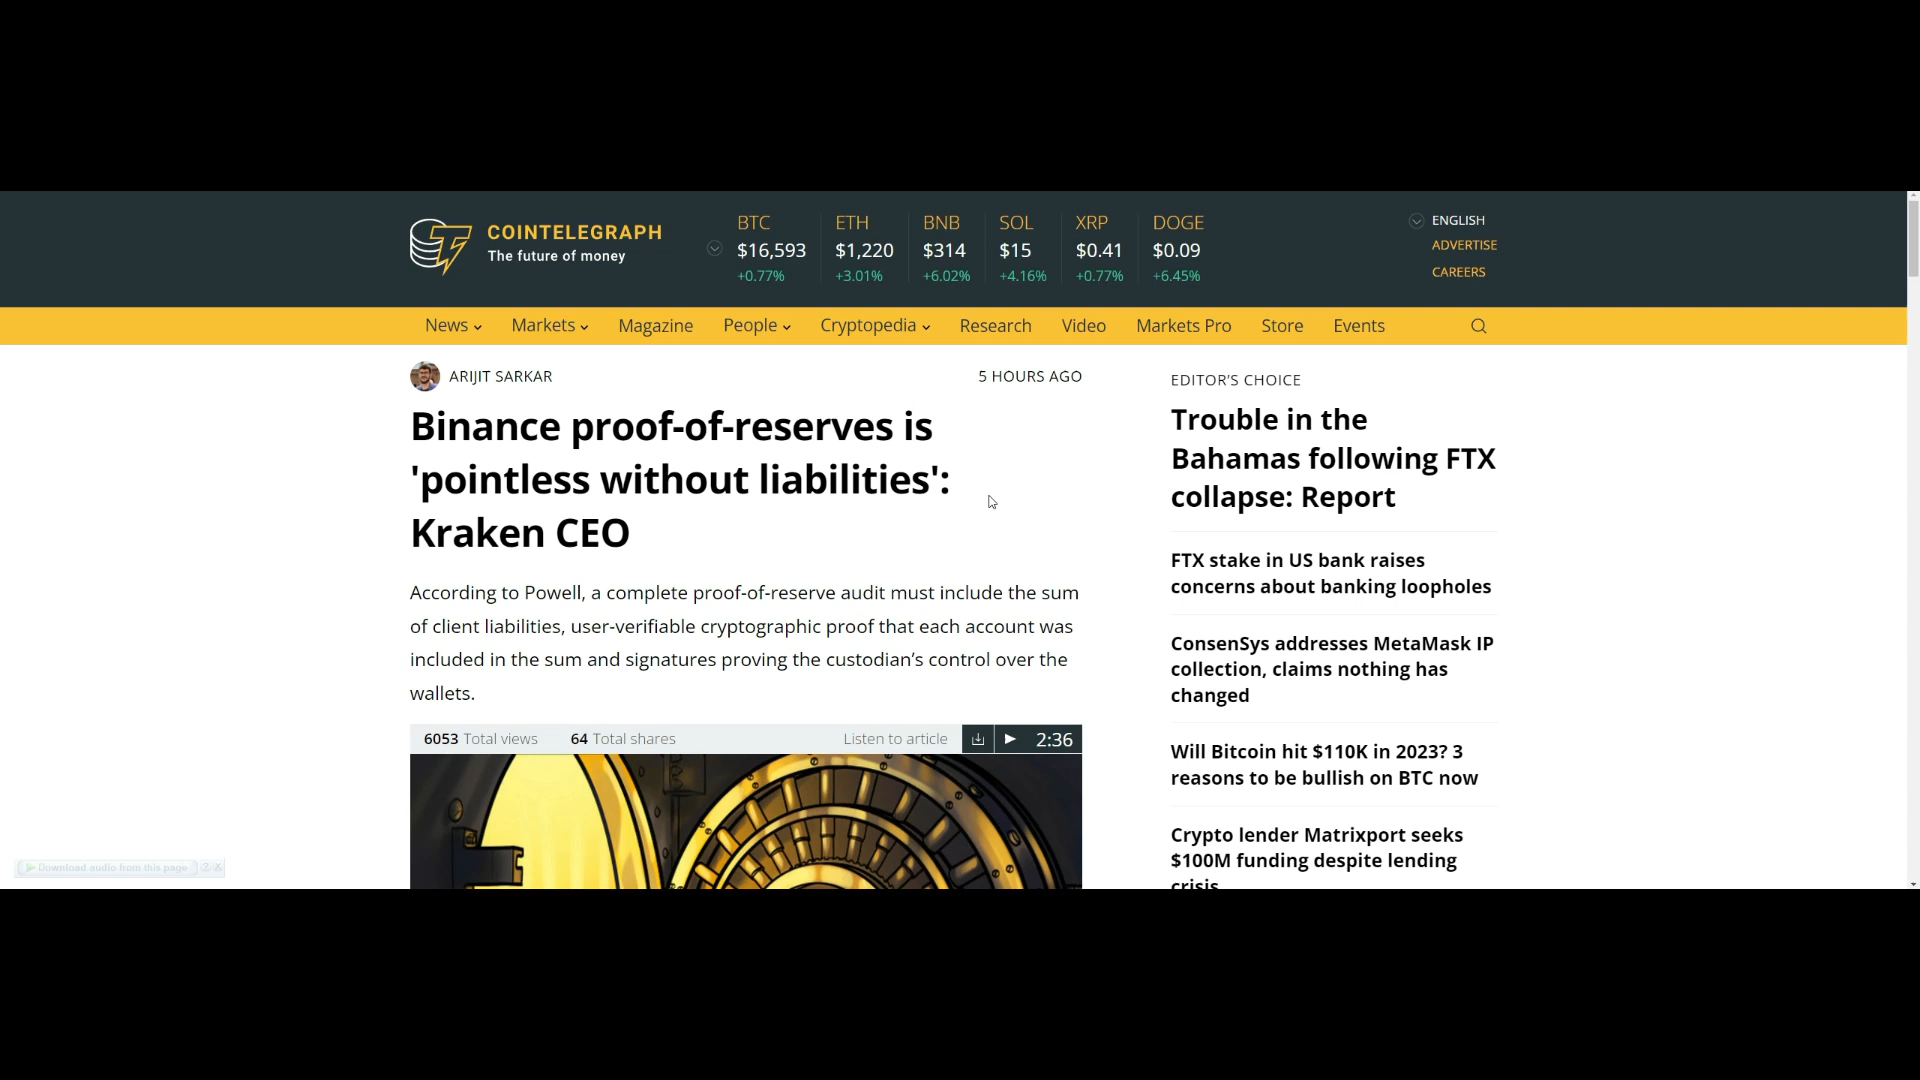 COINTELEGRAPH
The future of money
BTC
$16,593
+0.77%
ETH
$1,220
+3.01%
BNB
$314
+6.02%
SOL
$15
+4.16%
XRP
$0.41
+0.77%
DOGE
$0.09
+6.45%
ENGLISH
ADVERTISE
CAREERS
News Markets Magazine People Cryptopedia Research Video Markets Pro Store Events
ARIJIT SARKAR
5 HOURS AGO
Binance proof-of-reserves is
'pointless without liabilities':
Kraken CEO
According to Powell, a complete proof-of-reserve audit must include the sum
of client liabilities, user-verifiable cryptographic proof that each account was
included in the sum and signatures proving the custodian’s control over the
wallets.
6053 Total views 64 Total shares Listen to article 2:36
EDITOR’S CHOICE
Trouble in the
Bahamas following FTX
collapse: Report
FTX stake in US bank raises
concerns about banking loopholes
ConsenSys addresses MetaMask IP
collection, claims nothing has
changed
Will Bitcoin hit $110K in 2023? 3
reasons to be bullish on BTC now
Crypto lender Matrixport seeks
$100M funding despite lending
crisis
Download audio from this page ? X